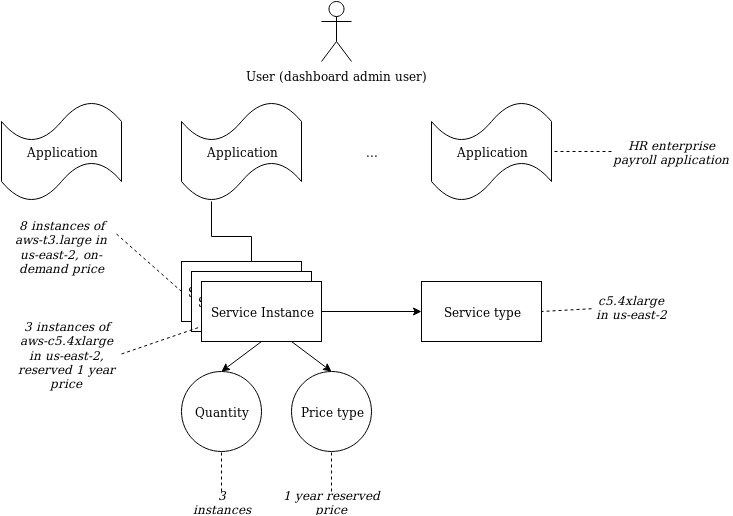 User (dashboard admin user)
Application
Application
...
Application
HR enterprise
payroll application
8 instances of
aws-t3.large in
us-east-2, on-
demand price
Service Instance
Service type
c5.4xlarge
in us-east-2
3 instances of
aws-c5.4xlarge
in us-east-2,
reserved 1 year
price
Quantity
Price type
3
instances
1 year reserved
price